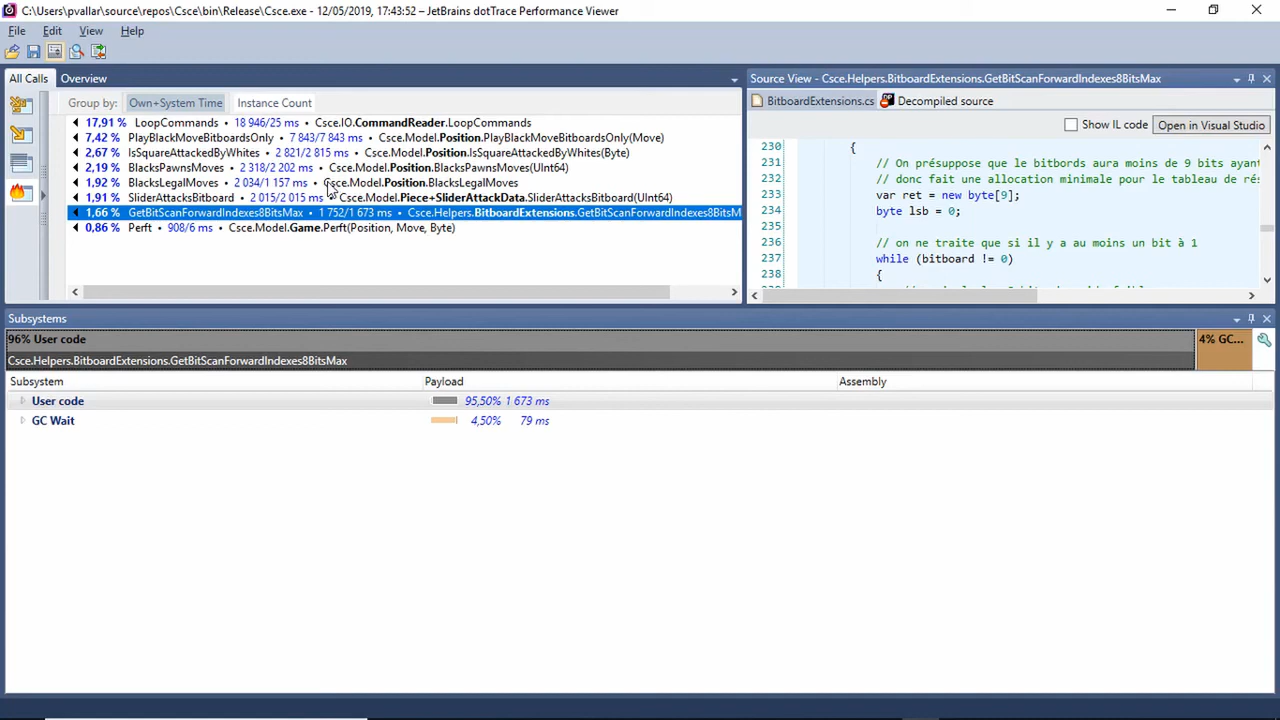 C:\Users\pvallar\source\repos\Csce\bin\Release\Csce.exe - 12/05/2019, 17:43:52 – JetBrains dotTrace Performance Viewer
File Edit View Help
All Calls Overview
Group by: Own+System Time Instance Count
17,91 % LoopCommands • 18 946/25 ms • Csce.IO.CommandReader.LoopCommands
7,42 % PlayBlackMoveBitboardsOnly • 7 843/7 843 ms • Csce.Model.Position.PlayBlackMoveBitboardsOnly(Move)
2,67 % IsSquareAttackedByWhites • 2 821/2 815 ms • Csce.Model.Position.IsSquareAttackedByWhites(Byte)
2,19 % BlacksPawnsMoves • 2 318/2 202 ms • Csce.Model.Position.BlacksPawnsMoves(UInt64)
1,92 % BlacksLegalMoves • 2 034/1 157 ms • Csce.Model.Position.BlacksLegalMoves
1,91 % SliderAttacksBitboard • 2 015/2 015 ms • Csce.Model.Piece+SliderAttackData.SliderAttacksBitboard(UInt64)
1,66 % GetBitScanForwardIndexes8BitsMax • 1 752/1 673 ms • Csce.Helpers.BitboardExtensions.GetBitScanForwardIndexes8BitsM
0,86 % Perft • 908/6 ms • Csce.Model.Game.Perft(Position, Move, Byte)
Source View - Csce.Helpers.BitboardExtensions.GetBitScanForwardIndexes8BitsMax
BitboardExtensions.cs Decompiled source
Show IL code Open in Visual Studio
230 {
231 // On présuppose que le bitbords aura moins de 9 bits ayant
232 // donc fait une allocation minimale pour le tableau de rés
233 var ret = new byte[9];
234 byte lsb = 0;
235
236 // on ne traite que si il y a au moins un bit à 1
237 while (bitboard != 0)
238 {
Subsystems
96% User code 4% GC...
Csce.Helpers.BitboardExtensions.GetBitScanForwardIndexes8BitsMax
Subsystem Payload Assembly
User code 95,50% 1 673 ms
GC Wait 4,50% 79 ms